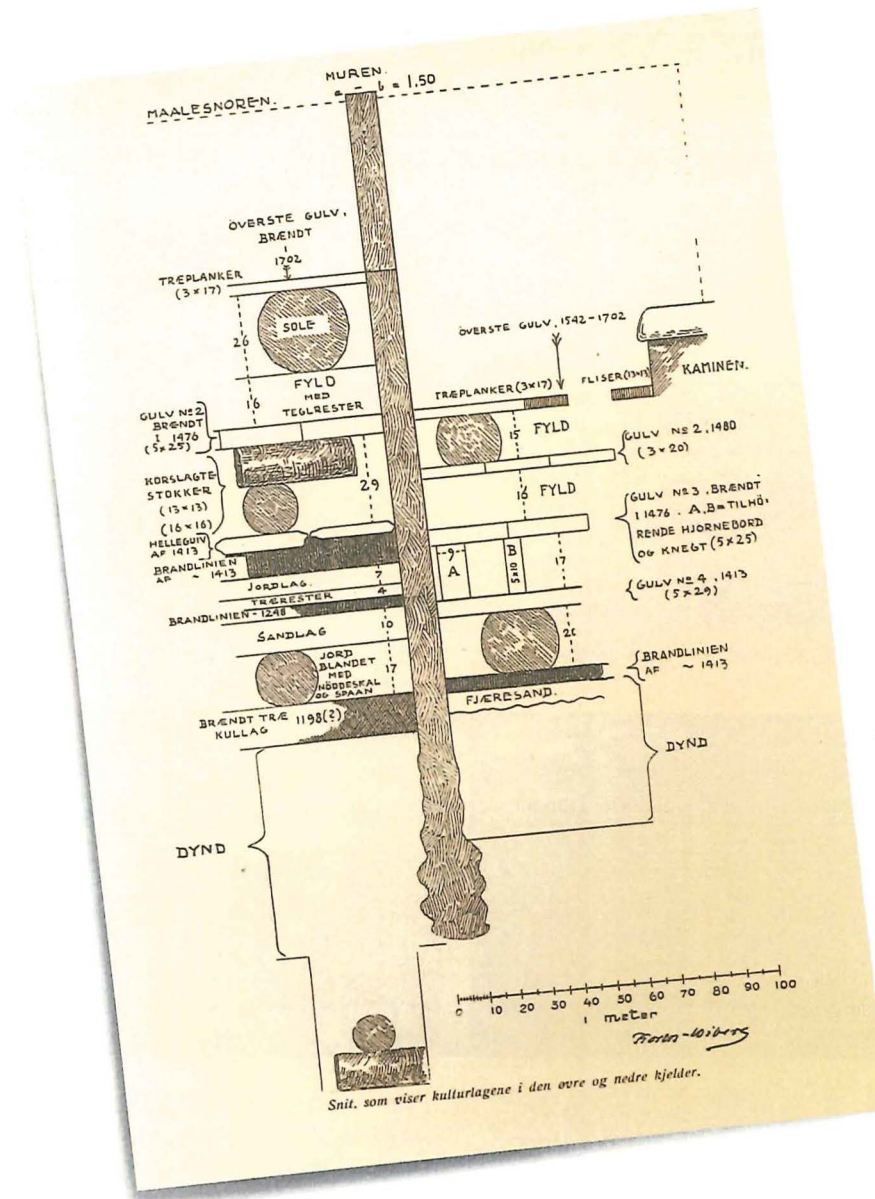 MUREN.
a – b = 1,50
MAALESNOREN.
ÖVERSTE GULV,
BRÆNDT
1702
TRÆPLANKER
(3×17)
SOLE
26
FYLD
MED
TEGLRESTER
16
GULV No 2
BRÆNDT
I 1476
(5×25)
KORSLAGTE
STOKKER
(13×13)
(16×16)
29
HELLEGULV
AF 1413
BRANDLINIEN
AF ~ 1413
JORDLAG.
7
TRÆRESTER
4
BRANDLINIEN – 1248
10
SANDLAG
JORD
BLANDET
MED
NÖDDESKAL
OG SPAAN
17
BRÆNDT TRÆ 1198(?)
KULLAG
DYND
ÖVERSTE GULV, 1542–1702
TRÆPLANKER (3×17)
FLISER (13×13)
KAMINEN.
15
FYLD
GULV No 2, 1480
(3×20)
16
FYLD
GULV No 3, BRÆNDT
I 1476. A, B = TILHÖ,
RENDE HJORNEBORD
OG KNEGT (5×25)
9
A
B
5×10
17
GULV No 4, 1413
(5×29)
BRANDLINIEN
AF ~ 1413
FJÆRESAND.
DYND
0 10 20 30 40 50 60 70 80 90 100
1 meter
Snit, som viser kulturlagene i den øvre og nedre kjelder.